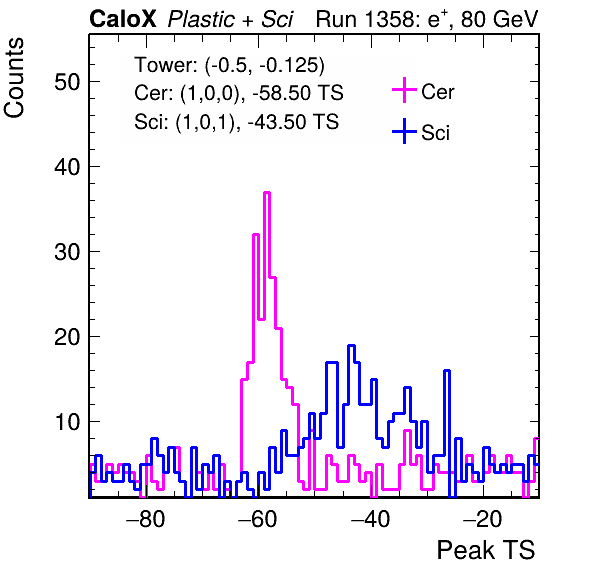 CaloX Plastic + Sci Run 1358: e⁺, 80 GeV
Counts
Tower: (-0.5, -0.125)
Cer: (1,0,0), -58.50 TS
Sci: (1,0,1), -43.50 TS
Cer
Sci
50
40
30
20
10
−80 −60 −40 −20
Peak TS